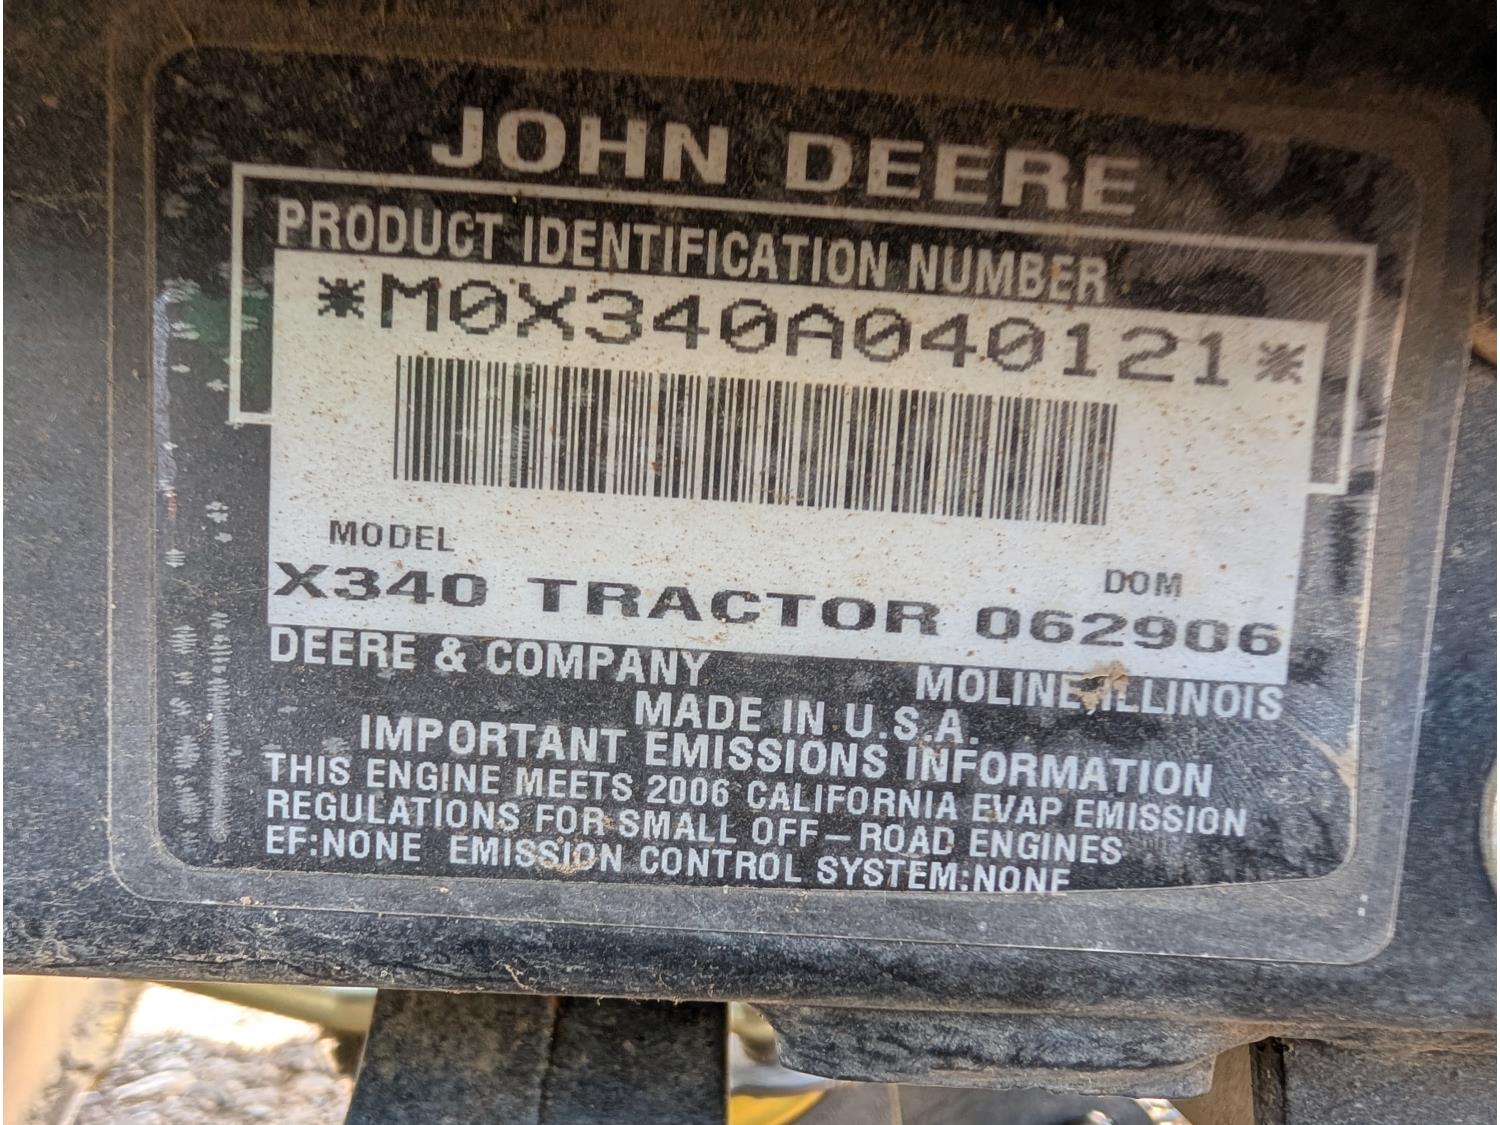 JOHN DEERE
PRODUCT IDENTIFICATION NUMBER
*M0X340A040121*
MODEL
DOM
X340 TRACTOR 062906
DEERE & COMPANY MOLINE, ILLINOIS
MADE IN U.S.A.
IMPORTANT EMISSIONS INFORMATION
THIS ENGINE MEETS 2006 CALIFORNIA EVAP EMISSION
REGULATIONS FOR SMALL OFF-ROAD ENGINES
EF:NONE EMISSION CONTROL SYSTEM:NONE